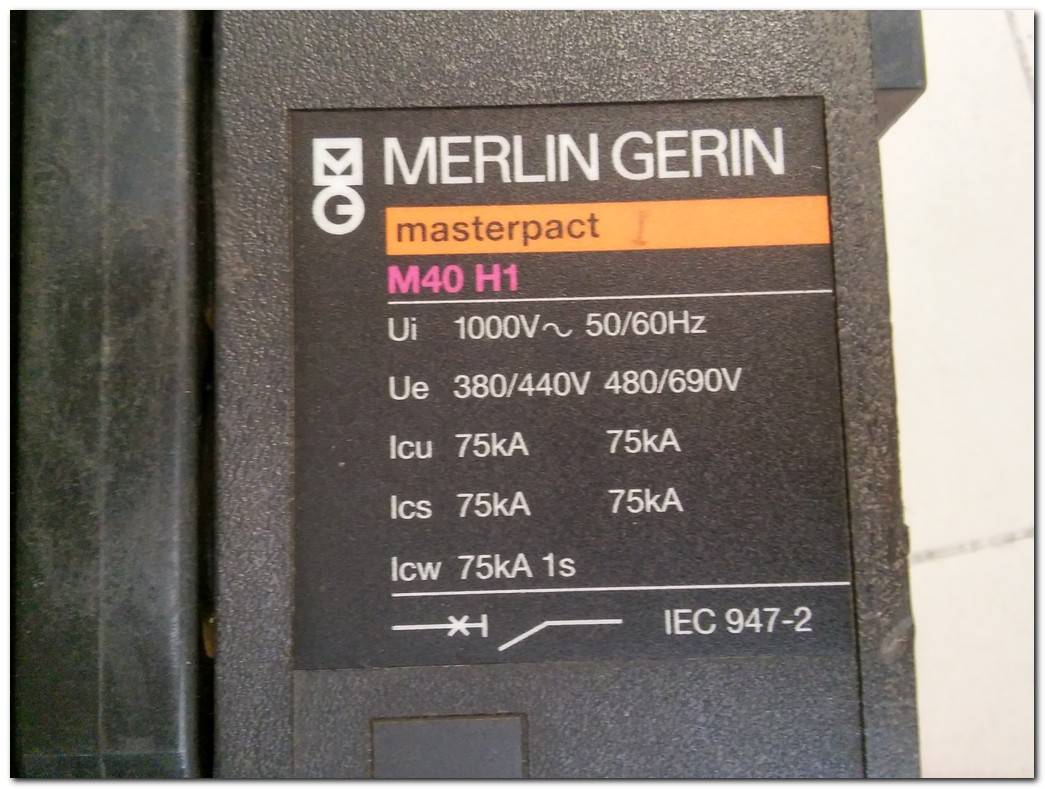 MERLIN GERIN
masterpact I
M40 H1
Ui 1000V~ 50/60Hz
Ue 380/440V 480/690V
Icu 75kA 75kA
Ics 75kA 75kA
Icw 75kA 1s
IEC 947-2